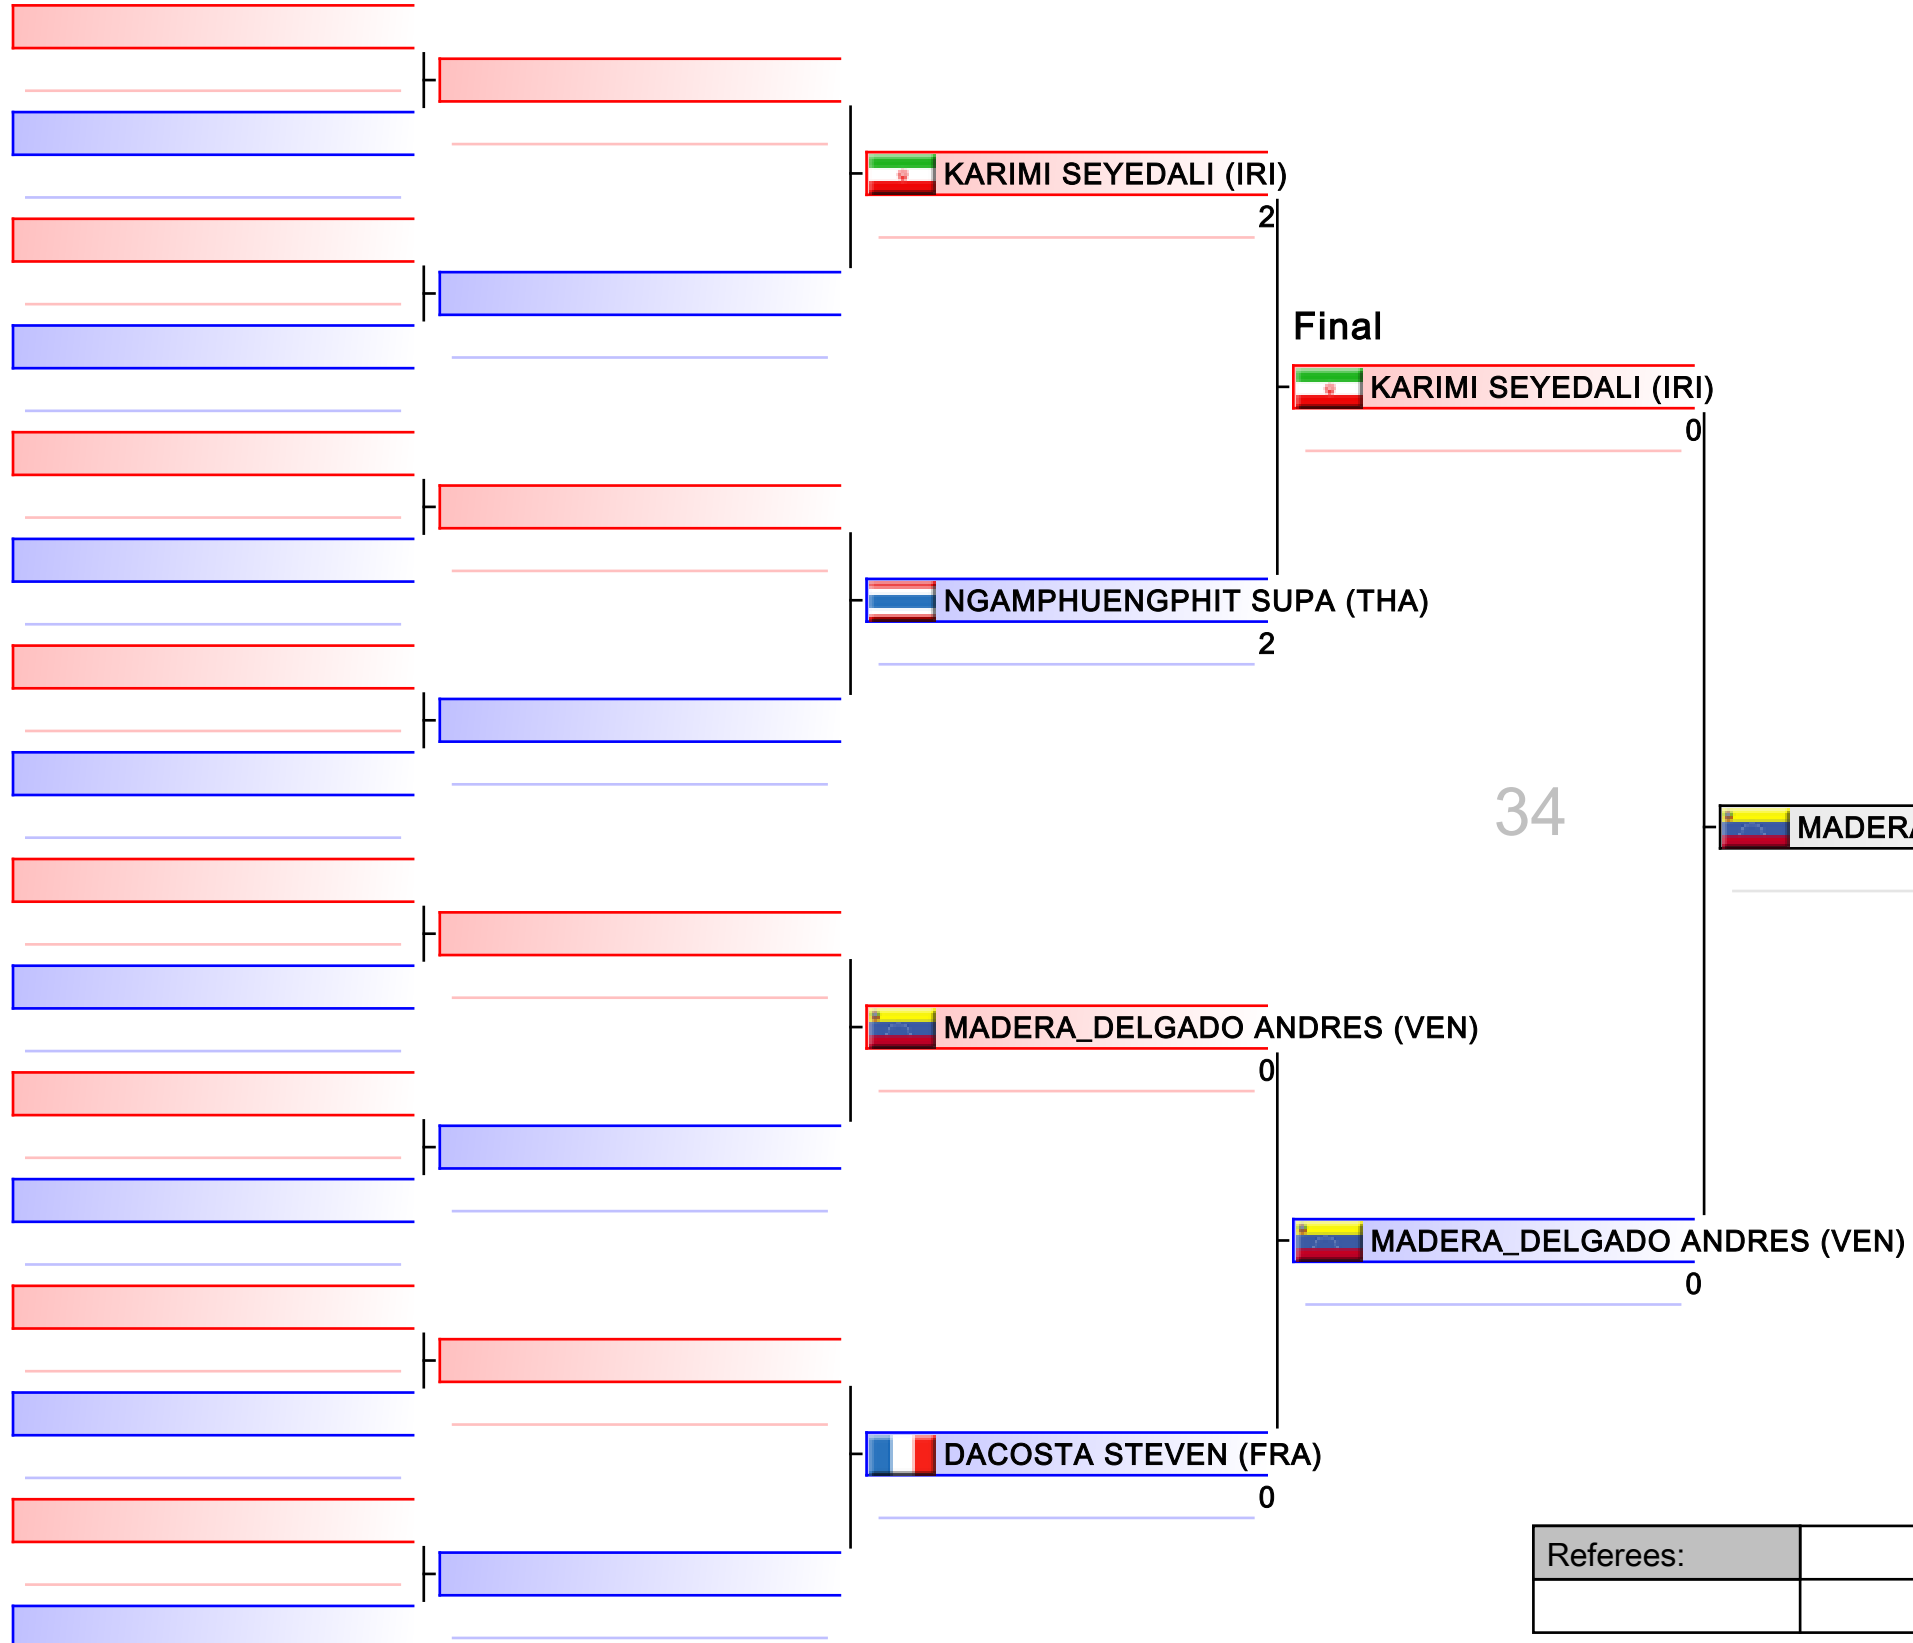 KARIMI SEYEDALI (IRI)
2
Final
KARIMI SEYEDALI (IRI)
0
NGAMPHUENGPHIT SUPA (THA)
2
34
MADERA
MADERA_DELGADO ANDRES (VEN)
0
MADERA_DELGADO ANDRES (VEN)
0
DACOSTA STEVEN (FRA)
0
Referees: